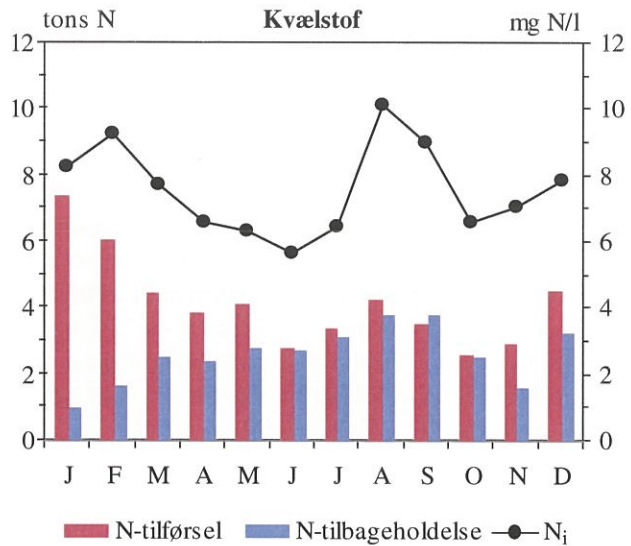 tons N Kvælstof mg N/l
12 12
10 10
8 8
6 6
4 4
2 2
0 0
J F M A M J J A S O N D
N-tilførsel N-tilbageholdelse Ni